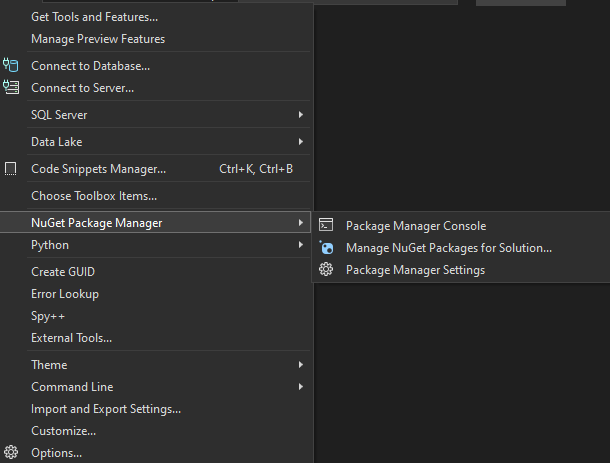 Get Tools and Features...
Manage Preview Features
Connect to Database...
Connect to Server...
SQL Server
Data Lake
Code Snippets Manager... Ctrl+K, Ctrl+B
Choose Toolbox Items...
NuGet Package Manager
Package Manager Console
Manage NuGet Packages for Solution...
Package Manager Settings
Python
Create GUID
Error Lookup
Spy++
External Tools...
Theme
Command Line
Import and Export Settings...
Customize...
Options...